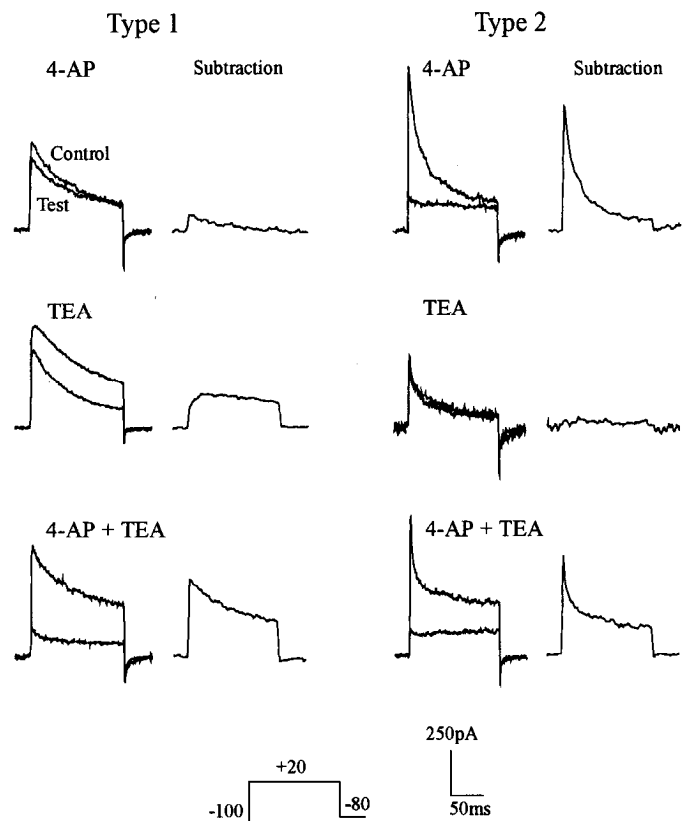 Type 1
Type 2
4-AP
Subtraction
4-AP
Subtraction
Control
Test
TEA
TEA
4-AP + TEA
4-AP + TEA
250pA
50ms
+20
-100
-80